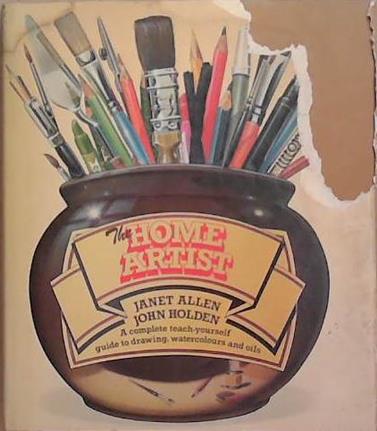 The HOME
ARTIST
JANET ALLEN
JOHN HOLDEN
A complete teach-yourself
guide to drawing, watercolours and oils